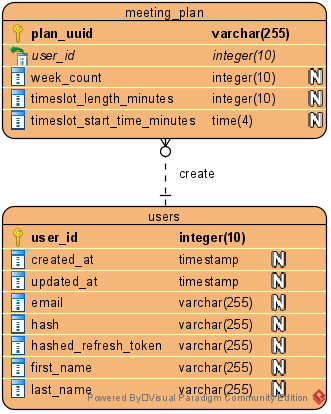 meeting_plan
plan_uuid varchar(255)
user_id integer(10)
week_count integer(10) N
timeslot_length_minutes integer(10) N
timeslot_start_time_minutes time(4) N
create
users
user_id integer(10)
created_at timestamp N
updated_at timestamp N
email varchar(255) N
hash varchar(255) N
hashed_refresh_token varchar(255) N
first_name varchar(255) N
last_name varchar(255) N
Powered By Visual Paradigm Community Edition